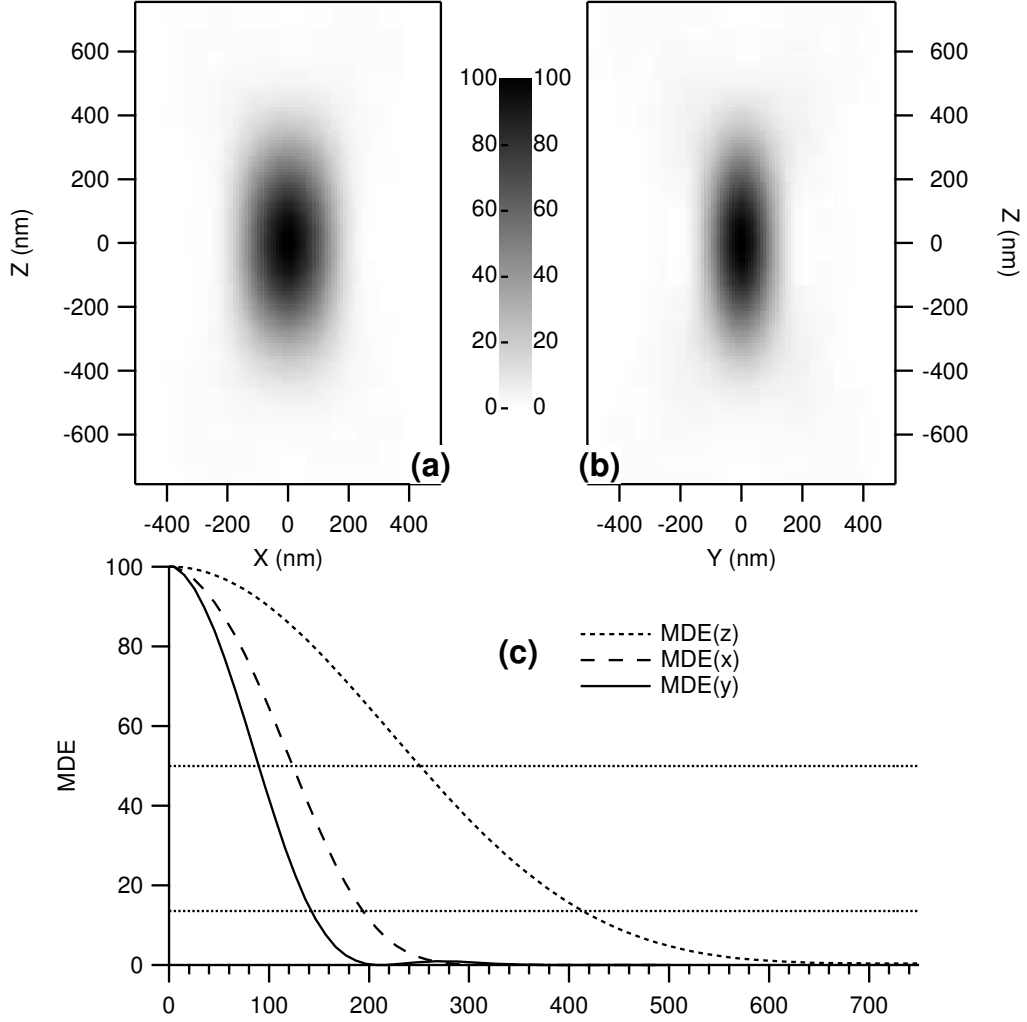 600
400
200
0
-200
-400
-600
Z (nm)
-400 -200 0 200 400
X (nm)
(a)
100 100
80 80
60 60
40 40
20 20
0 0
(b)
600
400
200
0
-200
-400
-600
Z (nm)
-400 -200 0 200 400
Y (nm)
100
80
60
40
20
0
MDE
(c)
MDE(z)
MDE(x)
MDE(y)
0 100 200 300 400 500 600 700